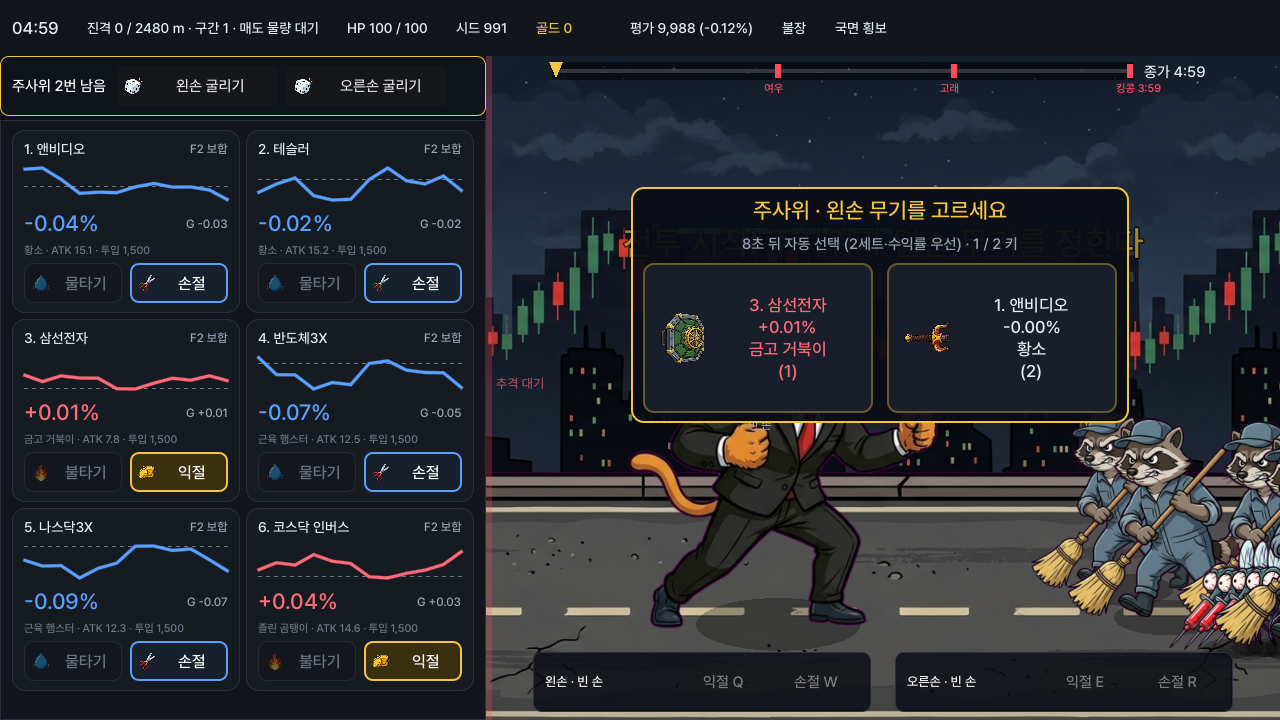 04:59 진격 0 / 2480 m · 구간 1 · 매도 물량 대기 HP 100 / 100 시드 991 골드 0 평가 9,988 (-0.12%) 불장 국면 횡보
주사위 2번 남음 왼손 굴리기 오른손 굴리기
1. 앤비디오 F2 보합
-0.04% G -0.03
황소 · ATK 15.1 · 투입 1,500
물타기 손절
2. 테슬러 F2 보합
-0.02% G -0.02
황소 · ATK 15.2 · 투입 1,500
물타기 손절
3. 삼선전자 F2 보합
+0.01% G +0.01
금고 거북이 · ATK 7.8 · 투입 1,500
불타기 익절
4. 반도체3X F2 보합
-0.07% G -0.05
근육 햄스터 · ATK 12.5 · 투입 1,500
물타기 손절
5. 나스닥3X F2 보합
-0.09% G -0.07
근육 햄스터 · ATK 12.3 · 투입 1,500
물타기 손절
6. 코스닥 인버스 F2 보합
+0.04% G +0.03
졸린 곰탱이 · ATK 14.6 · 투입 1,500
불타기 익절
종가 4:59
여우 고래 킹콩 3:59
주사위 · 왼손 무기를 고르세요
8초 뒤 자동 선택 (2세트·수익률 우선) · 1 / 2 키
3. 삼선전자
+0.01%
금고 거북이
(1)
1. 앤비디오
-0.00%
황소
(2)
추격 대기
왼손 · 빈 손 익절 Q 손절 W
오른손 · 빈 손 익절 E 손절 R